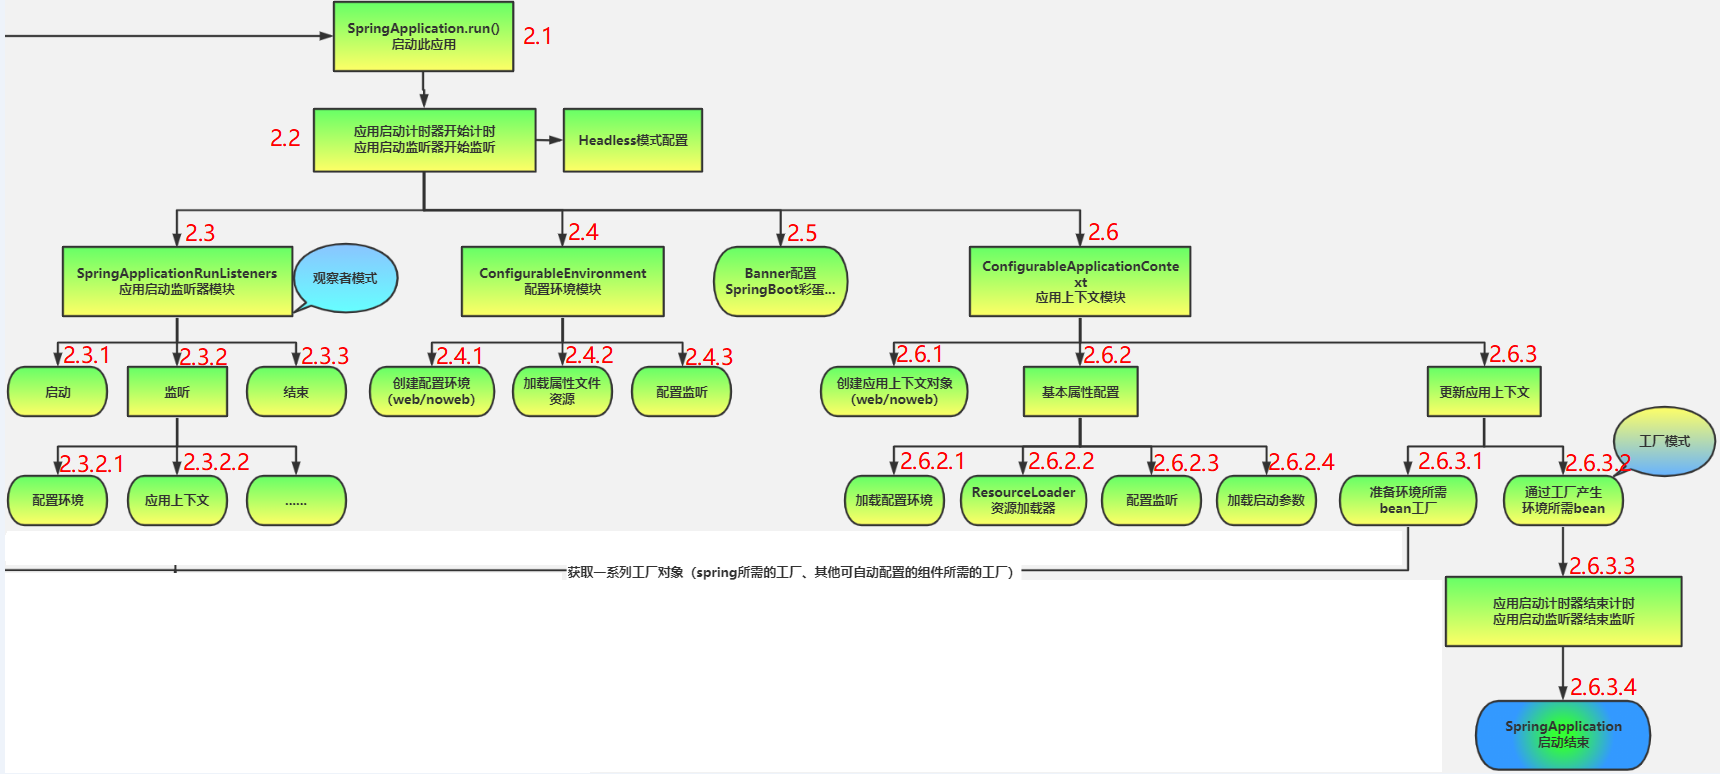 SpringApplication.run()
启动此应用
2.1
2.2
应用启动计时器开始计时
应用启动监听器开始监听
Headless模式配置
2.3
2.4
2.5
2.6
SpringApplicationRunListeners
应用启动监听器模块
观察者模式
ConfigurableEnvironment
配置环境模块
Banner配置
SpringBoot彩蛋...
ConfigurableApplicationConte
xt
应用上下文模块
2.3.1
2.3.2
2.3.3
2.4.1
2.4.2
2.4.3
2.6.1
2.6.2
2.6.3
启动
监听
结束
创建配置环境
（web/noweb）
加载属性文件
资源
配置监听
创建应用上下文对象
（web/noweb）
基本属性配置
更新应用上下文
工厂模式
2.3.2.1
2.3.2.2
2.6.2.1
2.6.2.2
2.6.2.3
2.6.2.4
2.6.3.1
2.6.3.2
配置环境
应用上下文
......
加载配置环境
ResourceLoader
资源加载器
配置监听
加载启动参数
准备环境所需
bean工厂
通过工厂产生
环境所需bean
获取一系列工厂对象（spring所需的工厂、其他可自动配置的组件所需的工厂）
2.6.3.3
应用启动计时器结束计时
应用启动监听器结束监听
2.6.3.4
SpringApplication
启动结束